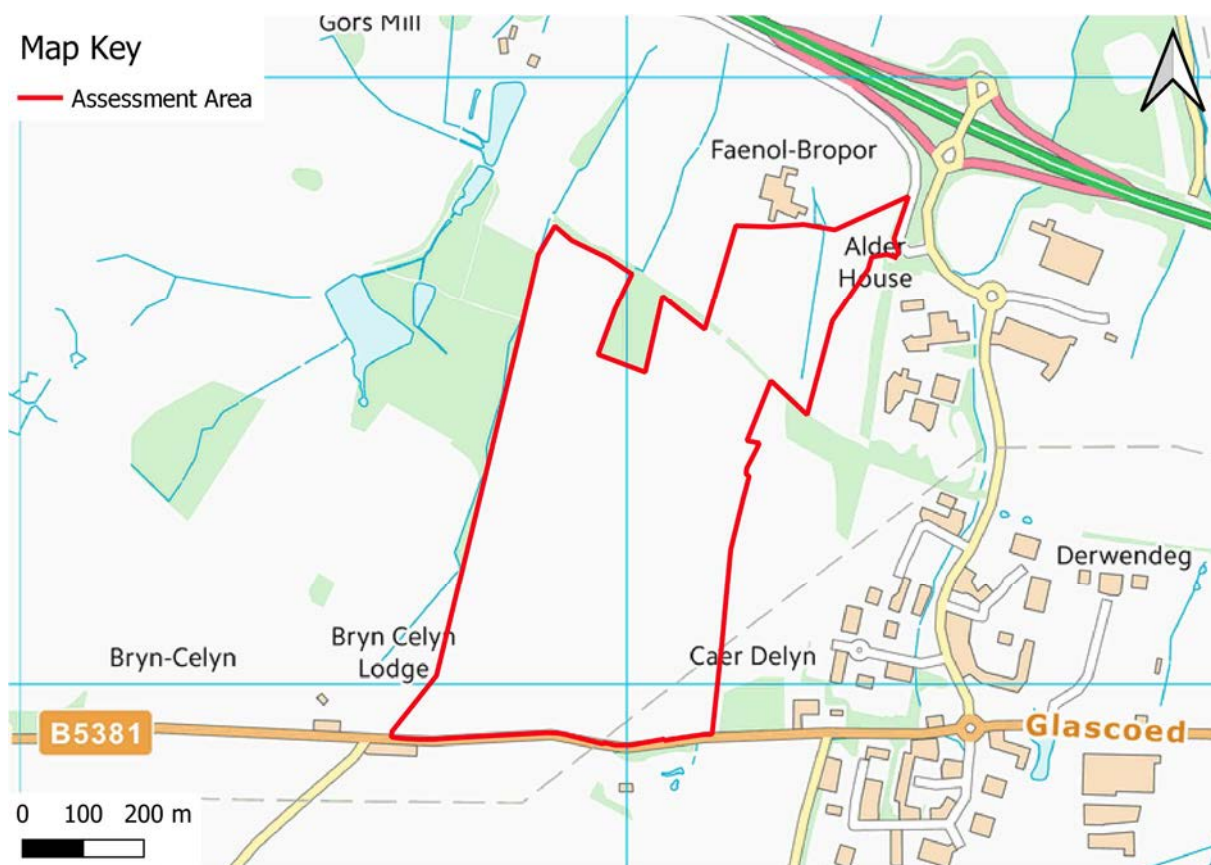 Gors Mill
Map Key
Assessment Area
Faenol-Bropor
Alder
House
Derwendeg
Bryn Celyn
Lodge
Bryn-Celyn
Caer Delyn
B5381
Glascoed
0 100 200 m